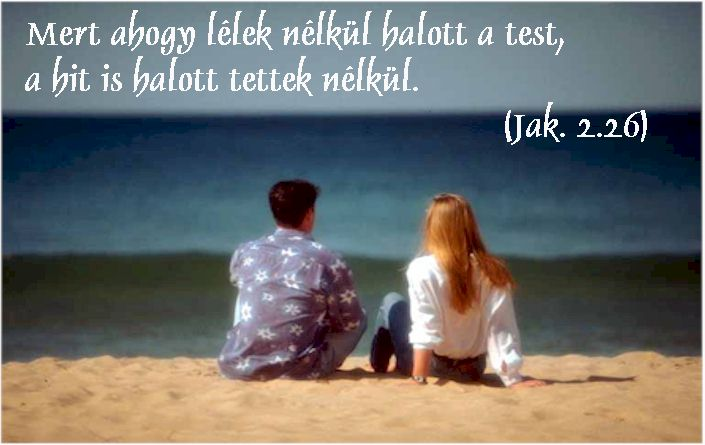 Mert ahogy lélek nélkül halott a test,
a hit is halott tettek nélkül.
(Jak. 2.26)